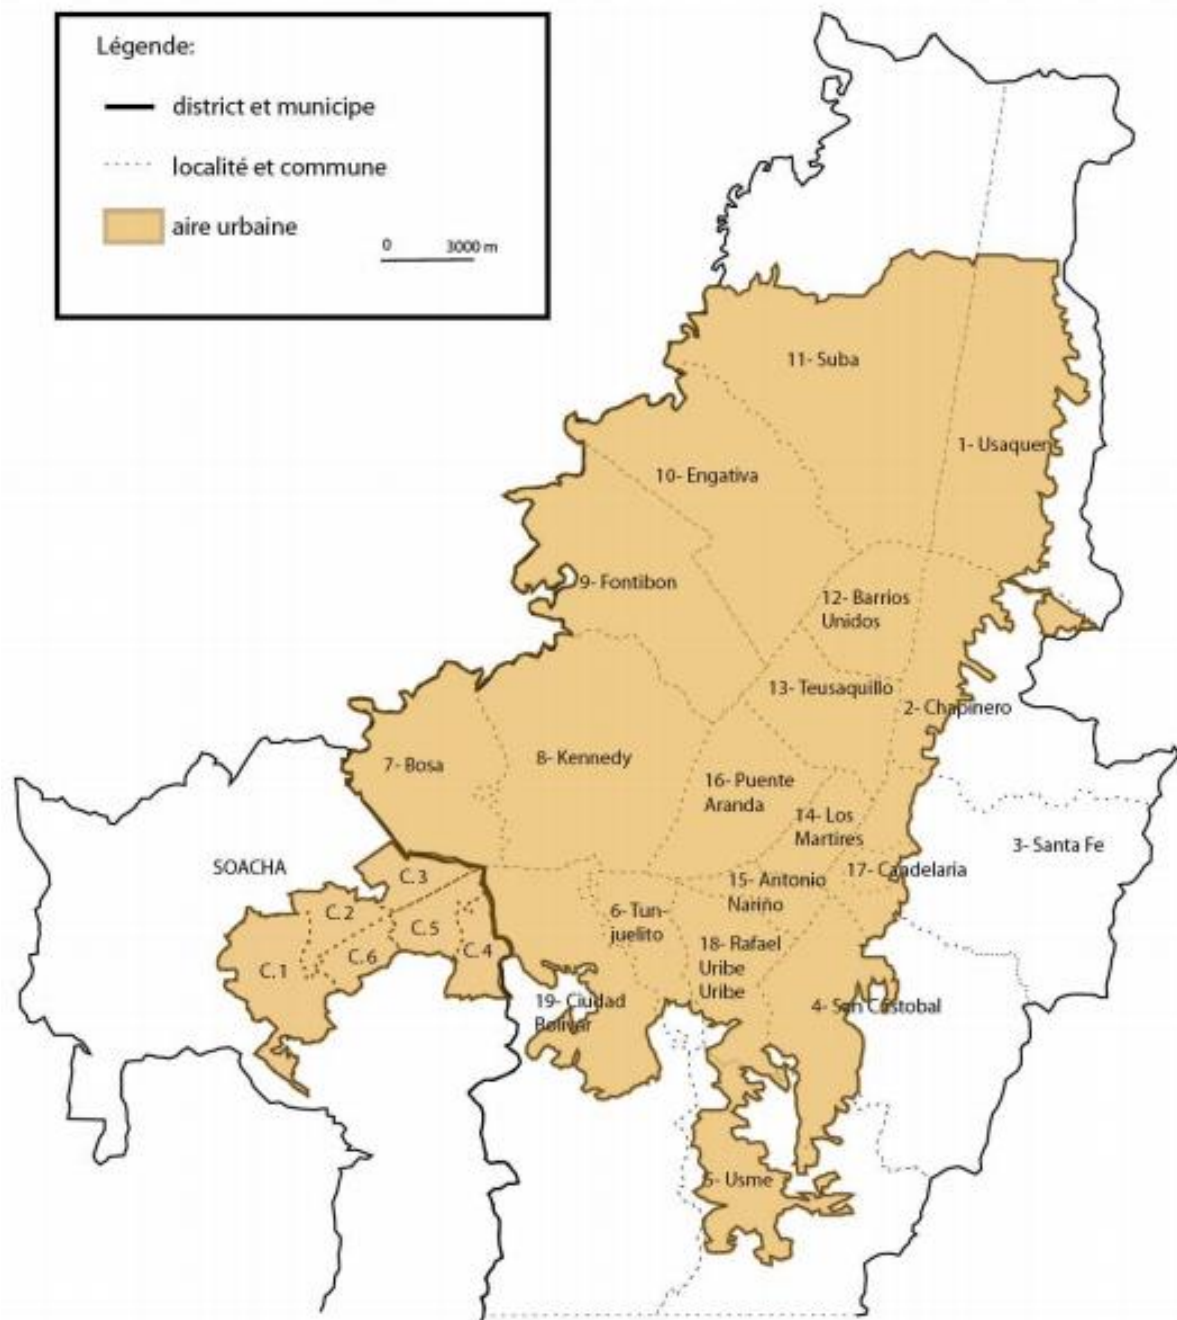 Légende:
district et municipe
localité et commune
aire urbaine
0 3000 m
11- Suba
1- Usaquen
10- Engativa
9- Fontibon
12- Barrios
Unidos
13- Teusaquillo
2- Chapinero
7- Bosa
8- Kennedy
16- Puente
Aranda
14- Los
Martires
3- Santa Fe
SOACHA
C. 3
17- Candelaria
15- Antonio
Nariño
C. 2
6- Tun-
juelito
C. 5
C. 4
18- Rafael
Uribe
Uribe
C. 6
C. 1
19- Ciudad
Bolivar
4- San Cristobal
5- Usme